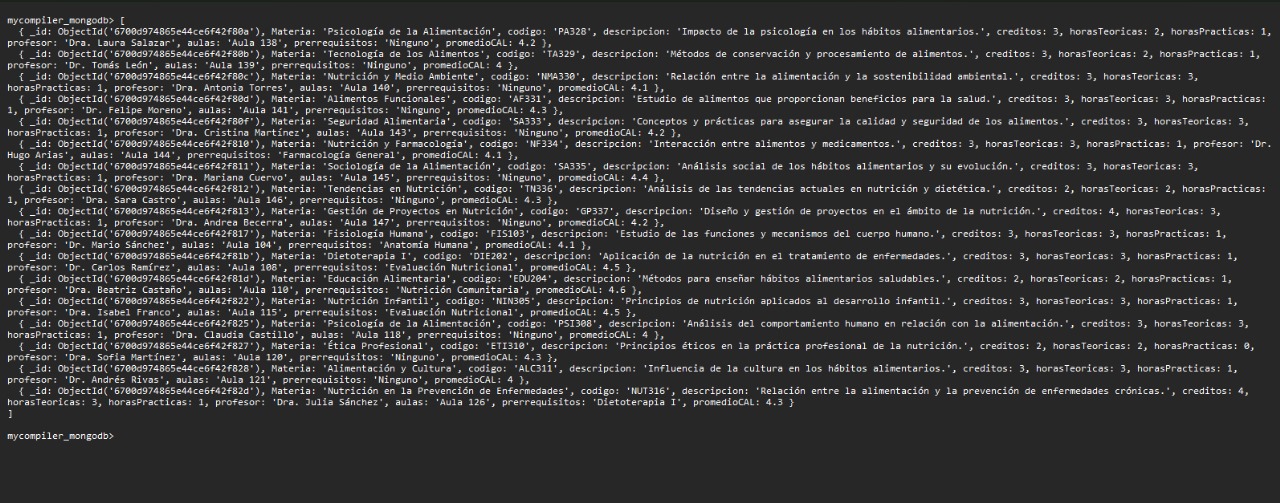 mycompiler_mongodb> [
{ _id: ObjectId('6700d974865e44ce6f42f80a'), Materia: 'Psicología de la Alimentación', codigo: 'PA328', descripcion: 'Impacto de la psicología en los hábitos alimentarios.', creditos: 3, horasTeoricas: 2, horasPracticas: 1,
profesor: 'Dra. Laura Salazar', aulas: 'Aula 138', prerrequisitos: 'Ninguno', promedioCAL: 4.2 },
{ _id: ObjectId('6700d974865e44ce6f42f80b'), Materia: 'Tecnología de los Alimentos', codigo: 'TA329', descripcion: 'Métodos de conservación y procesamiento de alimentos.', creditos: 3, horasTeoricas: 2, horasPracticas: 1,
profesor: 'Dr. Tomás León', aulas: 'Aula 139', prerrequisitos: 'Ninguno', promedioCAL: 4 },
{ _id: ObjectId('6700d974865e44ce6f42f80c'), Materia: 'Nutrición y Medio Ambiente', codigo: 'NMA330', descripcion: 'Relación entre la alimentación y la sostenibilidad ambiental.', creditos: 3, horasTeoricas: 3,
horasPracticas: 1, profesor: 'Dra. Antonia Torres', aulas: 'Aula 140', prerrequisitos: 'Ninguno', promedioCAL: 4.1 },
{ _id: ObjectId('6700d974865e44ce6f42f80d'), Materia: 'Alimentos Funcionales', codigo: 'AF331', descripcion: 'Estudio de alimentos que proporcionan beneficios para la salud.', creditos: 3, horasTeoricas: 3, horasPracticas:
1, profesor: 'Dr. Felipe Moreno', aulas: 'Aula 141', prerrequisitos: 'Ninguno', promedioCAL: 4.3 },
{ _id: ObjectId('6700d974865e44ce6f42f80f'), Materia: 'Seguridad Alimentaria', codigo: 'SA333', descripcion: 'Conceptos y prácticas para asegurar la calidad y seguridad de los alimentos.', creditos: 3, horasTeoricas: 3,
horasPracticas: 1, profesor: 'Dra. Cristina Martínez', aulas: 'Aula 143', prerrequisitos: 'Ninguno', promedioCAL: 4.2 },
{ _id: ObjectId('6700d974865e44ce6f42f810'), Materia: 'Nutrición y Farmacología', codigo: 'NF334', descripcion: 'Interacción entre alimentos y medicamentos.', creditos: 3, horasTeoricas: 3, horasPracticas: 1, profesor: 'Dr.
Hugo Arias', aulas: 'Aula 144', prerrequisitos: 'Farmacología General', promedioCAL: 4.1 },
{ _id: ObjectId('6700d974865e44ce6f42f811'), Materia: 'Sociología de la Alimentación', codigo: 'SA335', descripcion: 'Análisis social de los hábitos alimentarios y su evolución.', creditos: 3, horasTeoricas: 3,
horasPracticas: 1, profesor: 'Dra. Mariana Cuervo', aulas: 'Aula 145', prerrequisitos: 'Ninguno', promedioCAL: 4.4 },
{ _id: ObjectId('6700d974865e44ce6f42f812'), Materia: 'Tendencias en Nutrición', codigo: 'TN336', descripcion: 'Análisis de las tendencias actuales en nutrición y dietética.', creditos: 2, horasTeoricas: 2, horasPracticas:
1, profesor: 'Dra. Sara Castro', aulas: 'Aula 146', prerrequisitos: 'Ninguno', promedioCAL: 4.3 },
{ _id: ObjectId('6700d974865e44ce6f42f813'), Materia: 'Gestión de Proyectos en Nutrición', codigo: 'GP337', descripcion: 'Diseño y gestión de proyectos en el ámbito de la nutrición.', creditos: 4, horasTeoricas: 3,
horasPracticas: 1, profesor: 'Dra. Andrea Becerra', aulas: 'Aula 147', prerrequisitos: 'Ninguno', promedioCAL: 4.2 },
{ _id: ObjectId('6700d974865e44ce6f42f817'), Materia: 'Fisiología Humana', codigo: 'FIS103', descripcion: 'Estudio de las funciones y mecanismos del cuerpo humano.', creditos: 3, horasTeoricas: 3, horasPracticas: 1,
profesor: 'Dr. Mario Sánchez', aulas: 'Aula 104', prerrequisitos: 'Anatomía Humana', promedioCAL: 4.1 },
{ _id: ObjectId('6700d974865e44ce6f42f81b'), Materia: 'Dietoterapia I', codigo: 'DIE202', descripcion: 'Aplicación de la nutrición en el tratamiento de enfermedades.', creditos: 3, horasTeoricas: 3, horasPracticas: 1,
profesor: 'Dr. Carlos Ramírez', aulas: 'Aula 108', prerrequisitos: 'Evaluación Nutricional', promedioCAL: 4.5 },
{ _id: ObjectId('6700d974865e44ce6f42f81d'), Materia: 'Educación Alimentaria', codigo: 'EDU204', descripcion: 'Métodos para enseñar hábitos alimentarios saludables.', creditos: 2, horasTeoricas: 2, horasPracticas: 1,
profesor: 'Dra. Beatriz Castaño', aulas: 'Aula 110', prerrequisitos: 'Nutrición Comunitaria', promedioCAL: 4.6 },
{ _id: ObjectId('6700d974865e44ce6f42f822'), Materia: 'Nutrición Infantil', codigo: 'NIN305', descripcion: 'Principios de nutrición aplicados al desarrollo infantil.', creditos: 3, horasTeoricas: 3, horasPracticas: 1,
profesor: 'Dra. Isabel Franco', aulas: 'Aula 115', prerrequisitos: 'Evaluación Nutricional', promedioCAL: 4.5 },
{ _id: ObjectId('6700d974865e44ce6f42f825'), Materia: 'Psicología de la Alimentación', codigo: 'PSI308', descripcion: 'Análisis del comportamiento humano en relación con la alimentación.', creditos: 3, horasTeoricas: 3,
horasPracticas: 1, profesor: 'Dra. Claudia Castillo', aulas: 'Aula 118', prerrequisitos: 'Ninguno', promedioCAL: 4 },
{ _id: ObjectId('6700d974865e44ce6f42f827'), Materia: 'Ética Profesional', codigo: 'ETI310', descripcion: 'Principios éticos en la práctica profesional de la nutrición.', creditos: 2, horasTeoricas: 2, horasPracticas: 0,
profesor: 'Dra. Sofía Martínez', aulas: 'Aula 120', prerrequisitos: 'Ninguno', promedioCAL: 4.3 },
{ _id: ObjectId('6700d974865e44ce6f42f828'), Materia: 'Alimentación y Cultura', codigo: 'ALC311', descripcion: 'Influencia de la cultura en los hábitos alimentarios.', creditos: 3, horasTeoricas: 3, horasPracticas: 1,
profesor: 'Dr. Andrés Rivas', aulas: 'Aula 121', prerrequisitos: 'Ninguno', promedioCAL: 4 },
{ _id: ObjectId('6700d974865e44ce6f42f82d'), Materia: 'Nutrición en la Prevención de Enfermedades', codigo: 'NUT316', descripcion: 'Relación entre la alimentación y la prevención de enfermedades crónicas.', creditos: 4,
horasTeoricas: 3, horasPracticas: 1, profesor: 'Dra. Julia Sánchez', aulas: 'Aula 126', prerrequisitos: 'Dietoterapia I', promedioCAL: 4.3 }
]
mycompiler_mongodb>